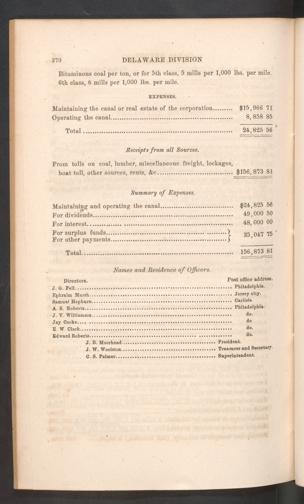 270 DELAWARE DIVISION
Bituminous coal per ton, or for 5th class, 5 mills per 1,000 lbs. per mile.
6th class, 6 mills per 1,000 lbs. per mile.
EXPENSES.
Maintaining the canal or real estate of the corporation......... $15,966 71
Operating the canal................................................ 8,858 85
Total ............................................................ 24,825 56
Receipts from all Sources.
From tolls on coal, lumber, miscellaneous freight, lockages,
boat toll, other sources, rents, &c................................ $156,873 81
Summary of Expenses.
Maintaining and operating the canal............................ $24,825 56
For dividends..................................................... 49,000 50
For interest...................................................... 48,000 00
For surplus funds................................................ }
For other payments............................................... } 35,047 75
Total............................................................ 156,873 81
Names and Residence of Officers.
Directors. Post office address.
J. G. Fell........................................................ Philadelphia.
Ephraim Marsh.................................................... Jersey city.
Samuel Hepburn................................................... Carlisle.
A. S. Roberts.................................................... Philadelphia.
J. V. Williamson................................................. do.
Jay Cooke........................................................ do
E. W. Clark...................................................... do.
Edward Roberts................................................... do.
J. B. Moorhead................................................... President.
J. W. Woolston................................................... Treasurer and Secretary.
C. S. Palmer..................................................... Superintendent.